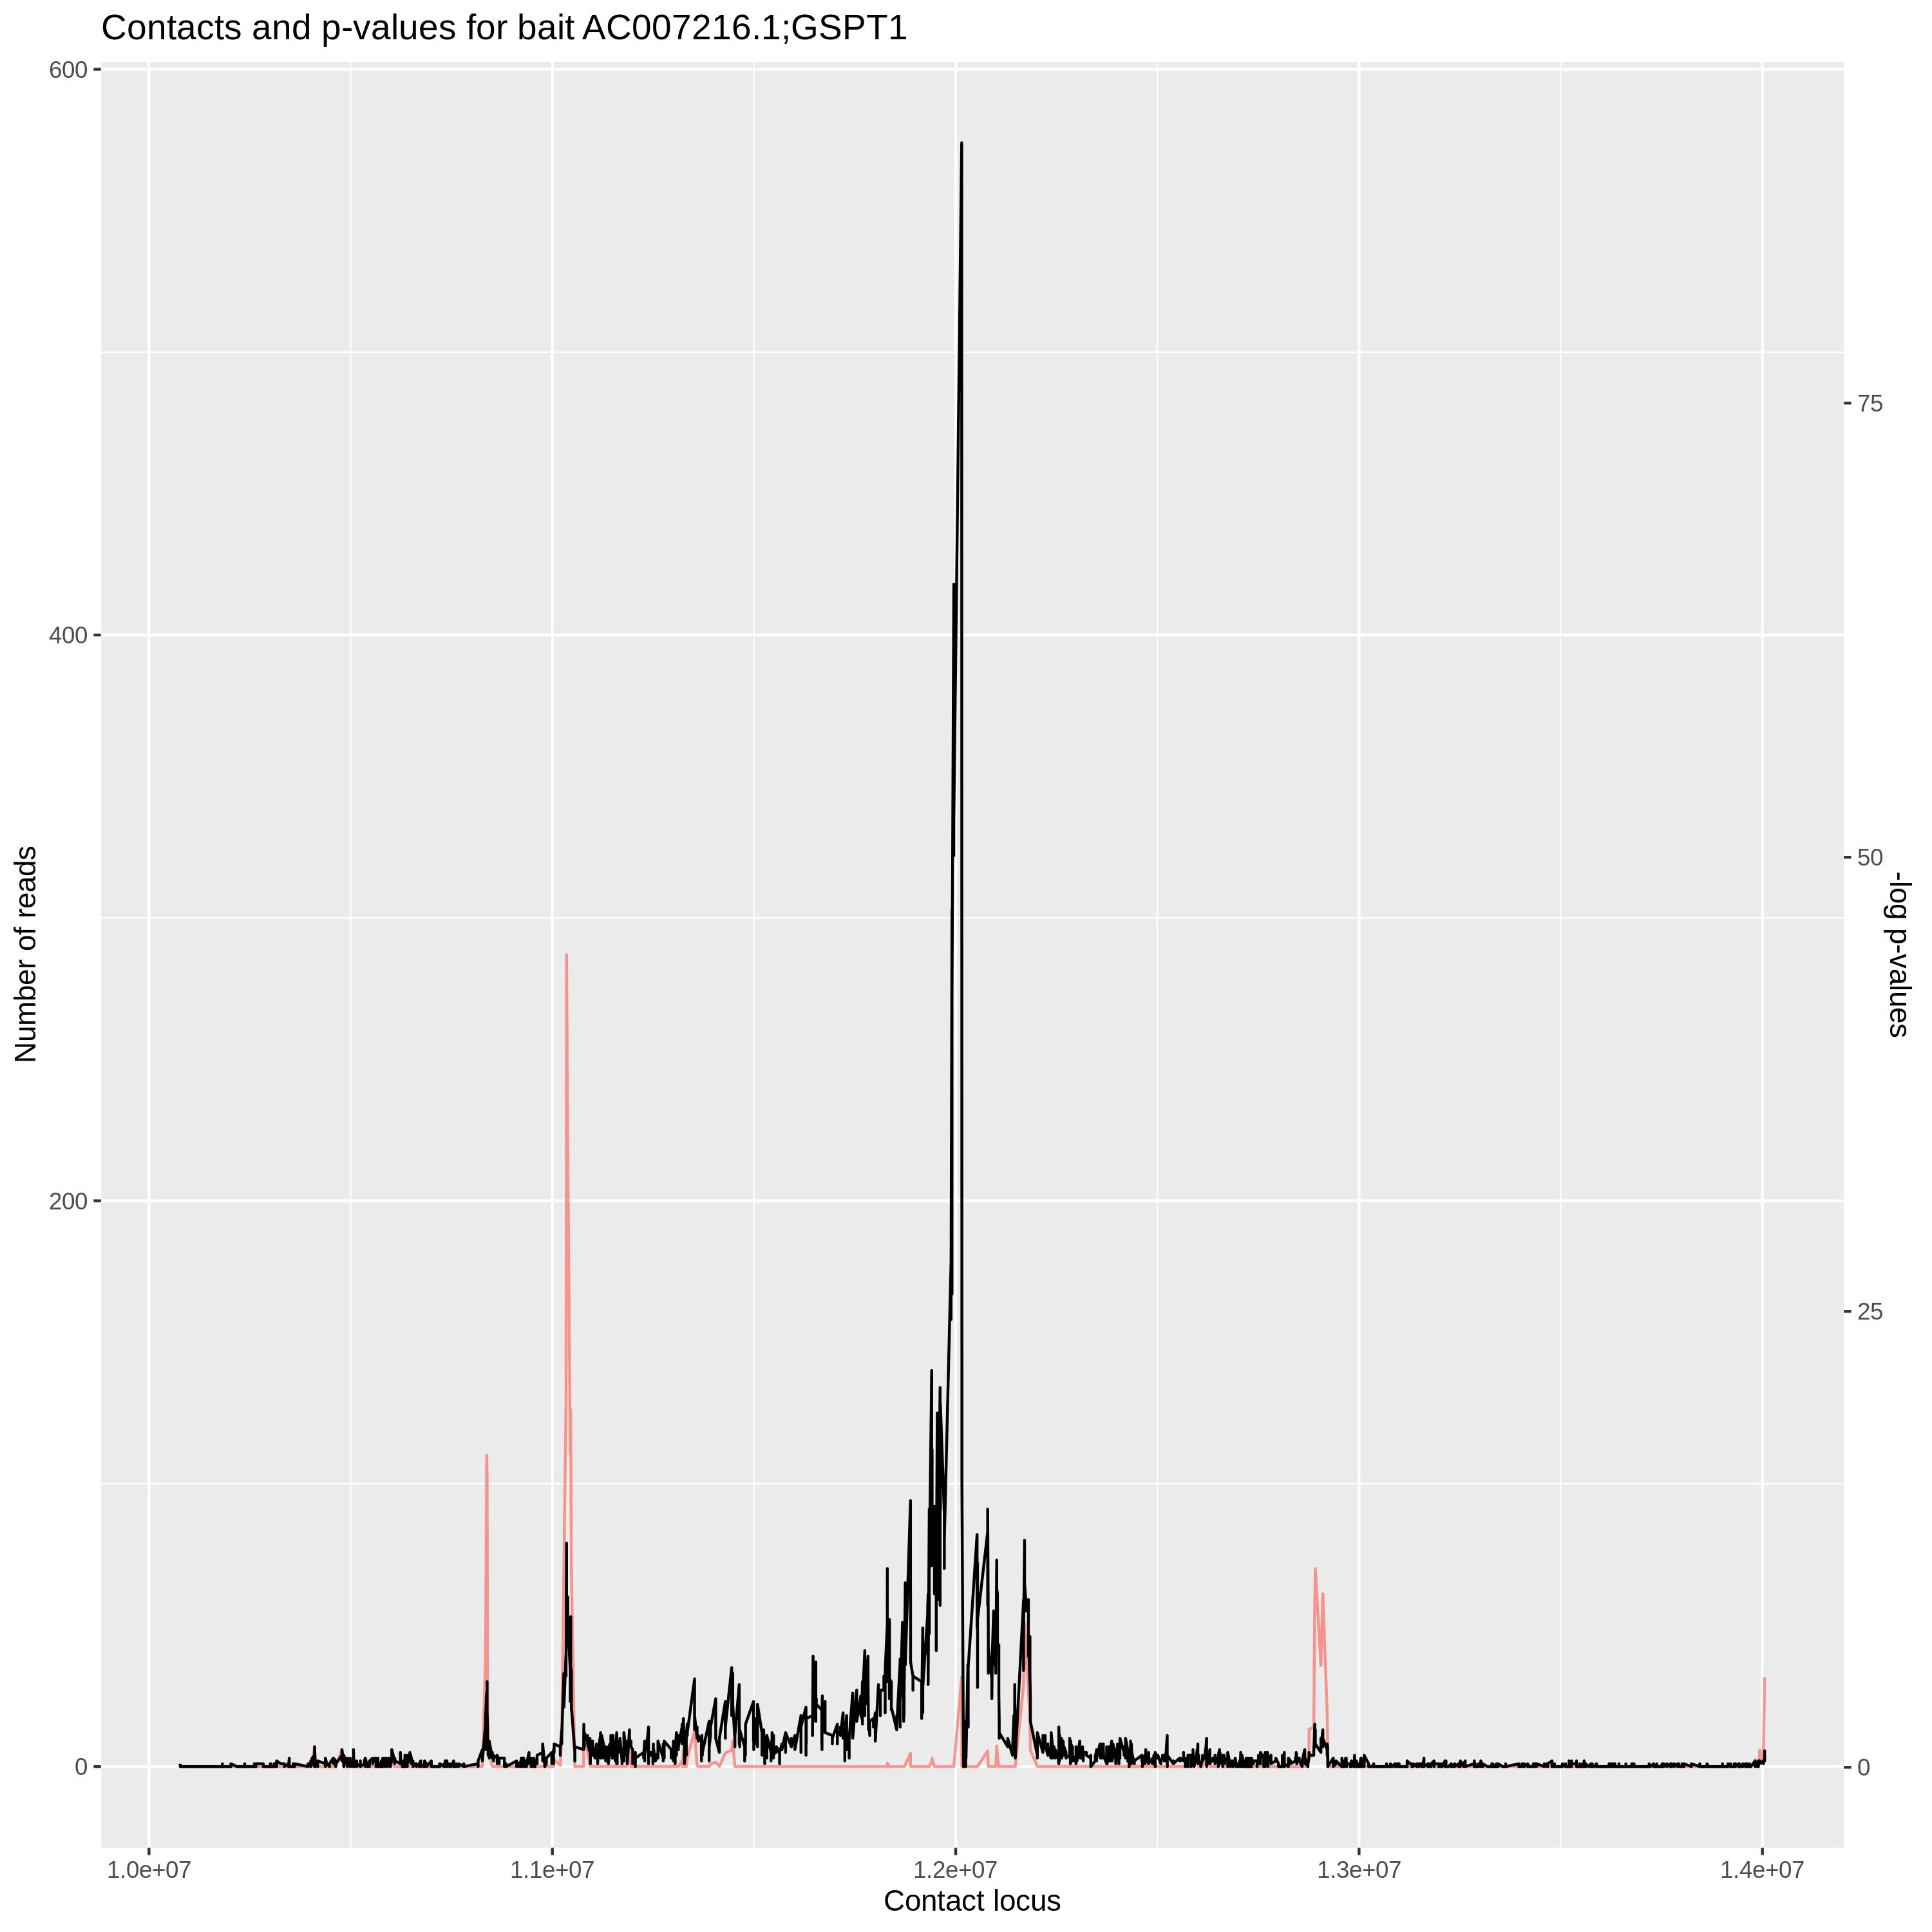 Contacts and p-values for bait AC007216.1;GSPT1
600
400
200
0
Number of reads
75
50
25
0
-log p-values
1.0e+07
1.1e+07
1.2e+07
1.3e+07
1.4e+07
Contact locus